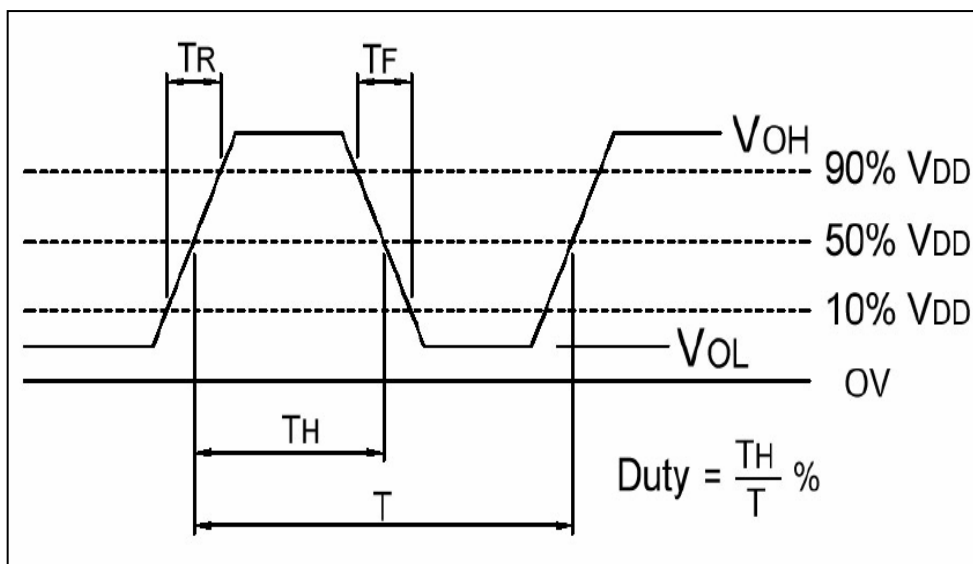 TR
TF
VOH
90% VDD
50% VDD
10% VDD
VOL
OV
TH
Duty = TH/T %
T